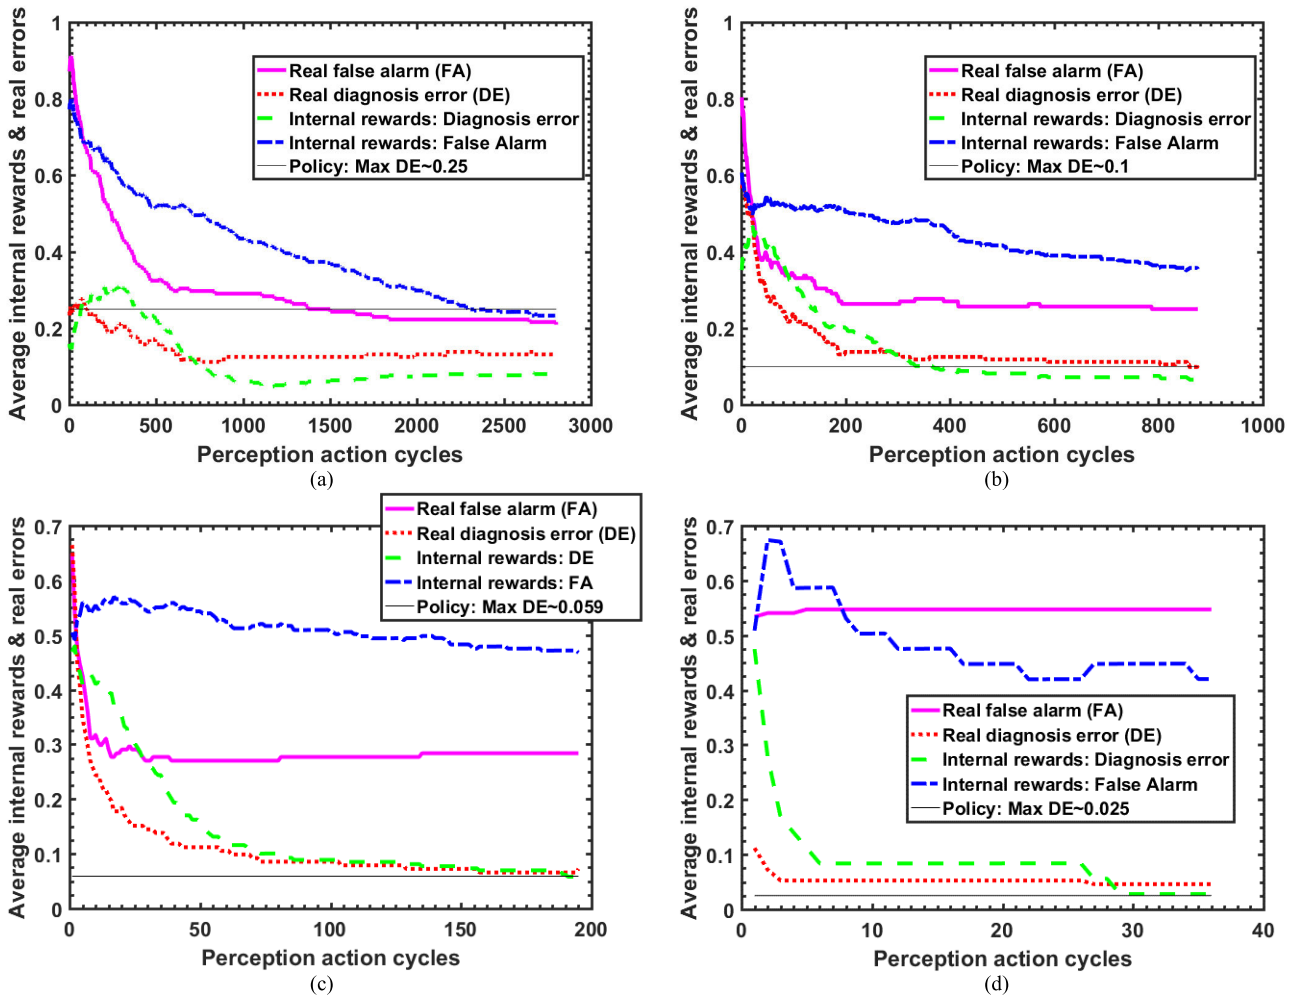 Average internal rewards & real errors
1
0.8
0.6
0.4
0.2
0
Real false alarm (FA)
Real diagnosis error (DE)
Internal rewards: Diagnosis error
Internal rewards: False Alarm
Policy: Max DE~0.25
0 500 1000 1500 2000 2500 3000
Perception action cycles
(a)
Average internal rewards & real errors
1
0.8
0.6
0.4
0.2
0
Real false alarm (FA)
Real diagnosis error (DE)
Internal rewards: Diagnosis error
Internal rewards: False Alarm
Policy: Max DE~0.1
0 200 400 600 800 1000
Perception action cycles
(b)
Average internal rewards & real errors
0.7
0.6
0.5
0.4
0.3
0.2
0.1
0
Real false alarm (FA)
Real diagnosis error (DE)
Internal rewards: DE
Internal rewards: FA
Policy: Max DE~0.059
0 50 100 150 200
Perception action cycles
(c)
Average internal rewards & real errors
0.7
0.6
0.5
0.4
0.3
0.2
0.1
0
Real false alarm (FA)
Real diagnosis error (DE)
Internal rewards: Diagnosis error
Internal rewards: False Alarm
Policy: Max DE~0.025
0 10 20 30 40
Perception action cycles
(d)